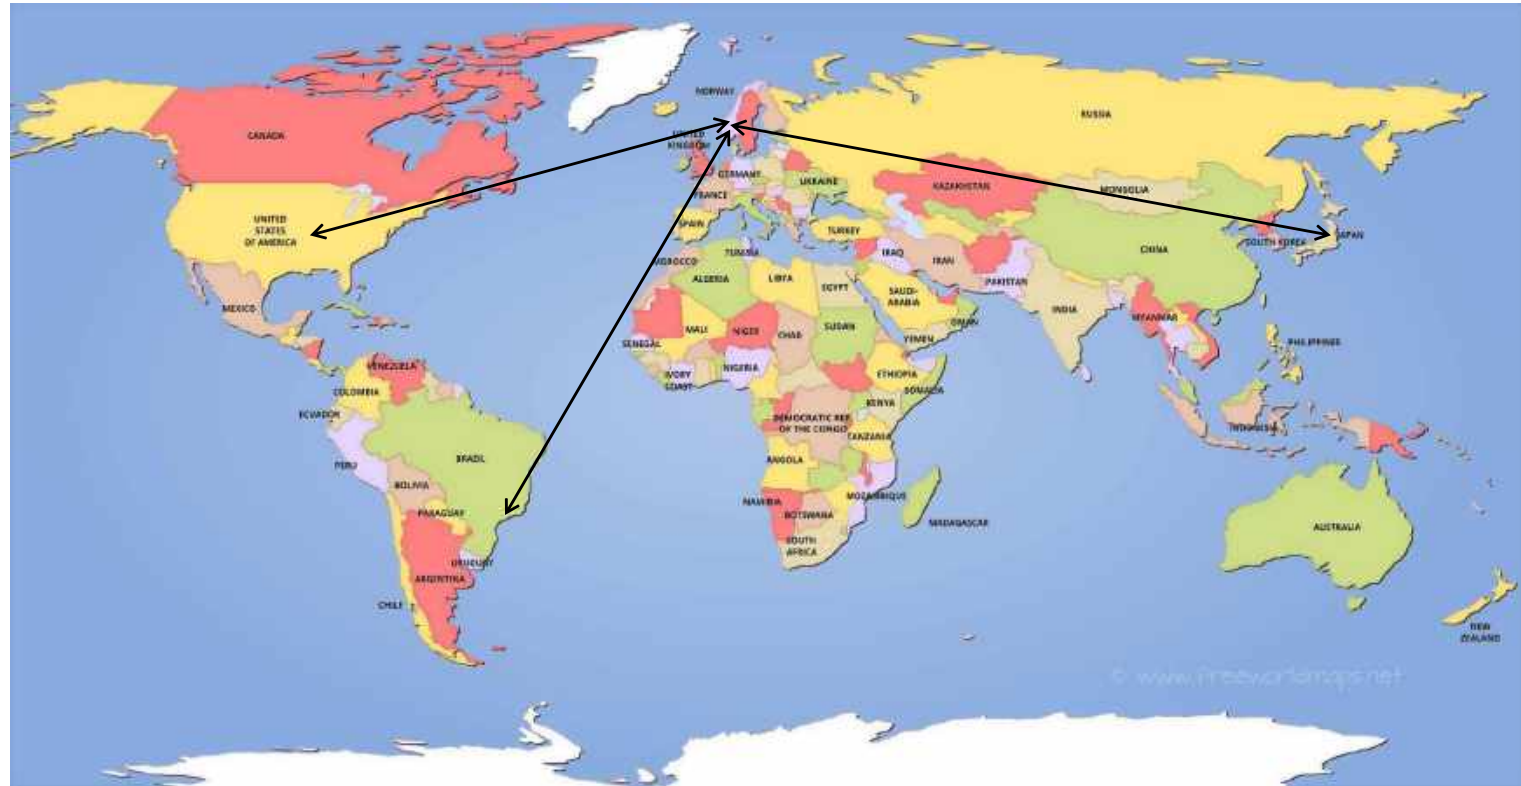 NORWAY
RUSSIA
CANADA
UNITED
KINGDOM
GERMANY
UKRAINE
KAZAKHSTAN
MONGOLIA
FRANCE
UNITED
STATES
OF AMERICA
SPAIN
TURKEY
JAPAN
SOUTH KOREA
CHINA
TUNISIA
IRAQ
IRAN
MOROCCO
ALGERIA
LIBYA
EGYPT
PAKISTAN
SAUDI-
ARABIA
INDIA
MEXICO
MALI
NIGER
CHAD
SUDAN
OMAN
MYANMAR
YEMEN
SENEGAL
PHILIPPINES
VENEZUELA
NIGERIA
IVORY
COAST
ETHIOPIA
SOMALIA
COLOMBIA
KENYA
ECVADOR
DEMOCRATIC REP.
OF THE CONGO
TANZANIA
INDONESIA
BRAZIL
PERU
ANGOLA
BOLIVIA
NAMIBIA
MOZAMBIQUE
BOTSWANA
PARAGUAY
MADAGASCAR
AUSTRALIA
SOUTH
AFRICA
URUGUAY
ARGENTINA
CHILE
NEW
ZEALAND
© www.freeworldmaps.net